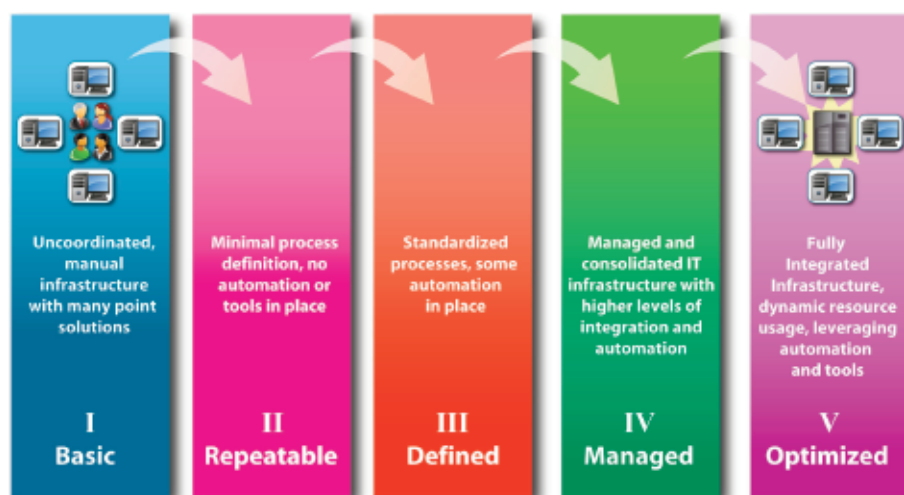 Uncoordinated,
manual
infrastructure
with many point
solutions
I
Basic
Minimal process
definition, no
automation or
tools in place
II
Repeatable
Standardized
processes, some
automation
in place
III
Defined
Managed and
consolidated IT
infrastructure with
higher levels of
integration and
automation
IV
Managed
Fully
Integrated
Infrastructure,
dynamic resource
usage, leveraging
automation
and tools
V
Optimized